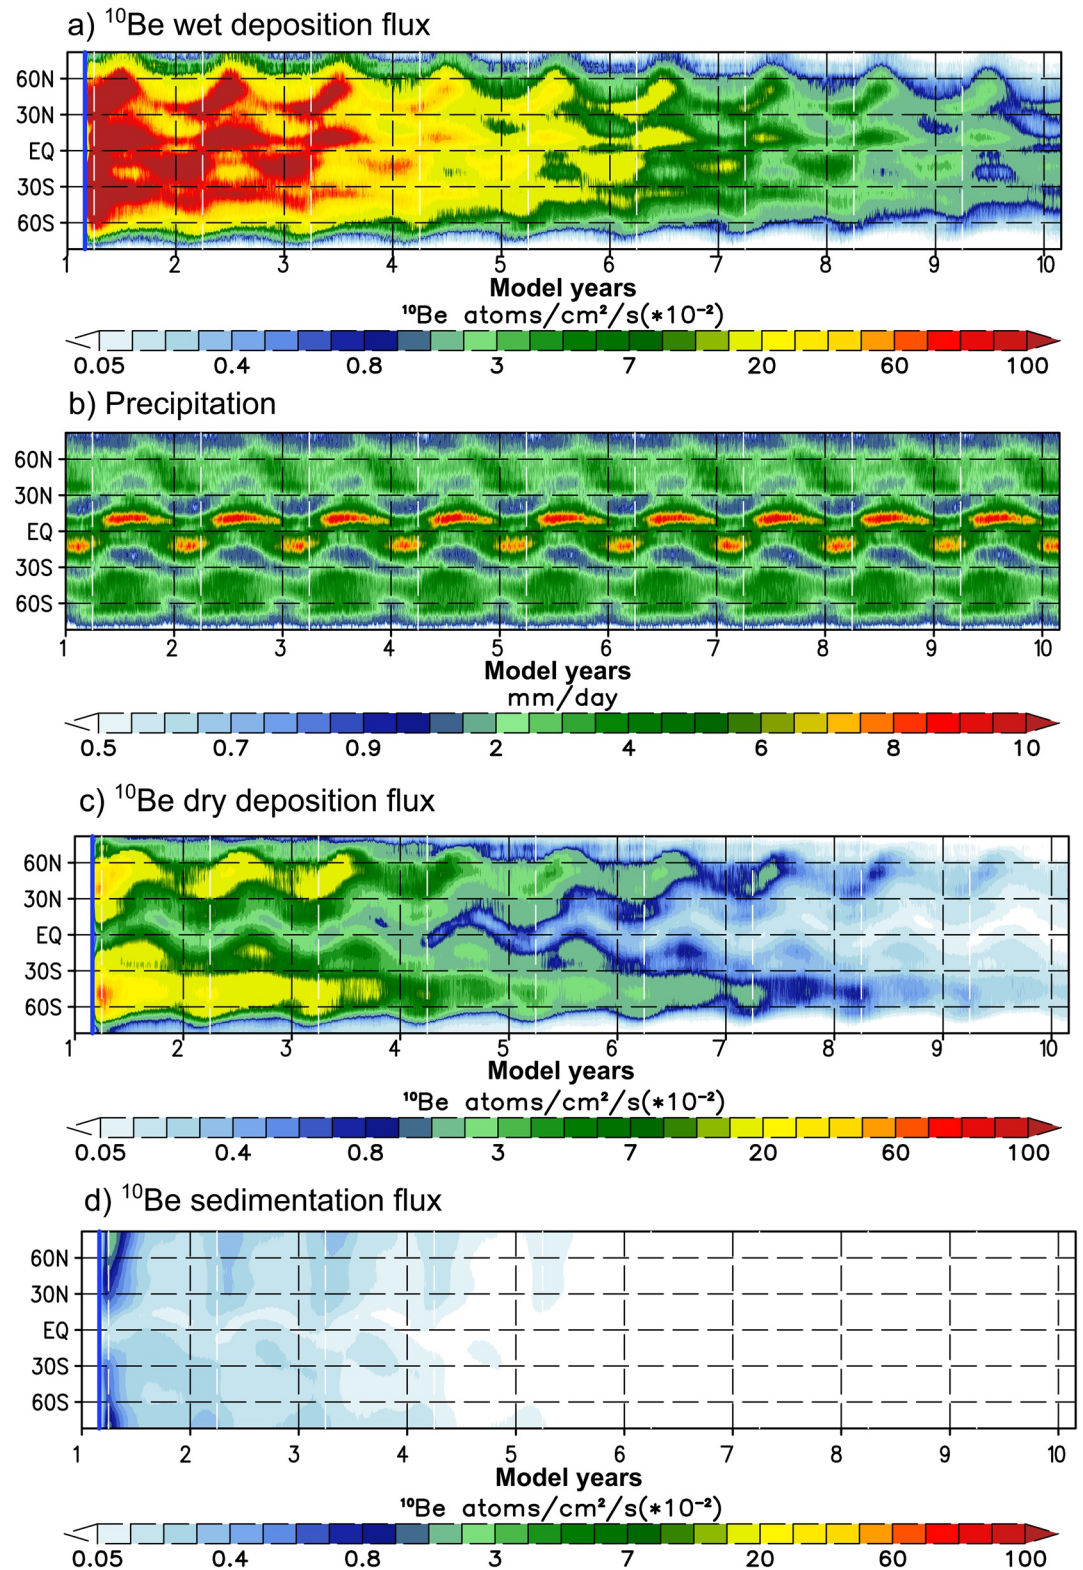 a) ¹⁰Be wet deposition flux
60N
30N
EQ
30S
60S
1 2 3 4 5 6 7 8 9 10
Model years
¹⁰Be atoms/cm²/s(*10⁻²)
0.05 0.4 0.8 3 7 20 60 100
b) Precipitation
60N
30N
EQ
30S
60S
1 2 3 4 5 6 7 8 9 10
Model years
mm/day
0.5 0.7 0.9 2 4 6 8 10
c) ¹⁰Be dry deposition flux
60N
30N
EQ
30S
60S
1 2 3 4 5 6 7 8 9 10
Model years
¹⁰Be atoms/cm²/s(*10⁻²)
0.05 0.4 0.8 3 7 20 60 100
d) ¹⁰Be sedimentation flux
60N
30N
EQ
30S
60S
1 2 3 4 5 6 7 8 9 10
Model years
¹⁰Be atoms/cm²/s(*10⁻²)
0.05 0.4 0.8 3 7 20 60 100